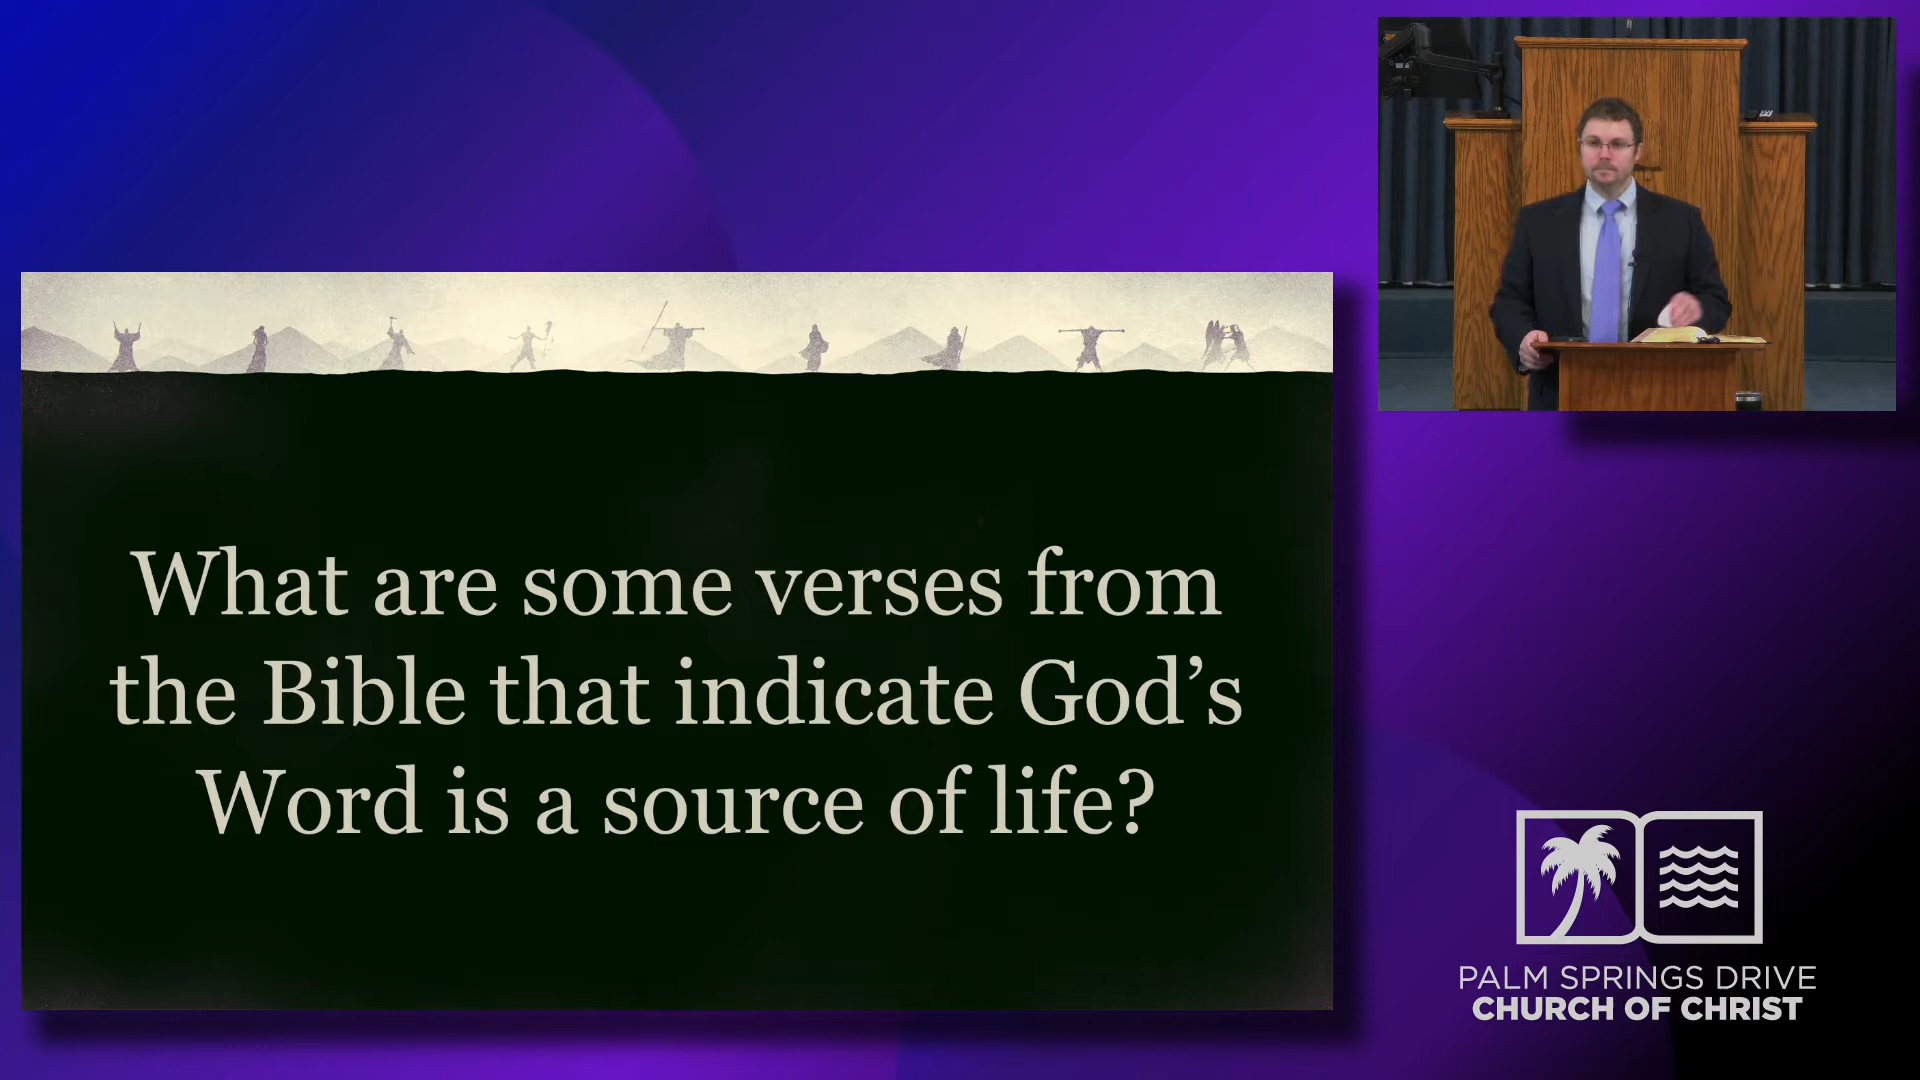 What are some verses from
the Bible that indicate God’s
Word is a source of life?
PALM SPRINGS DRIVE
CHURCH OF CHRIST